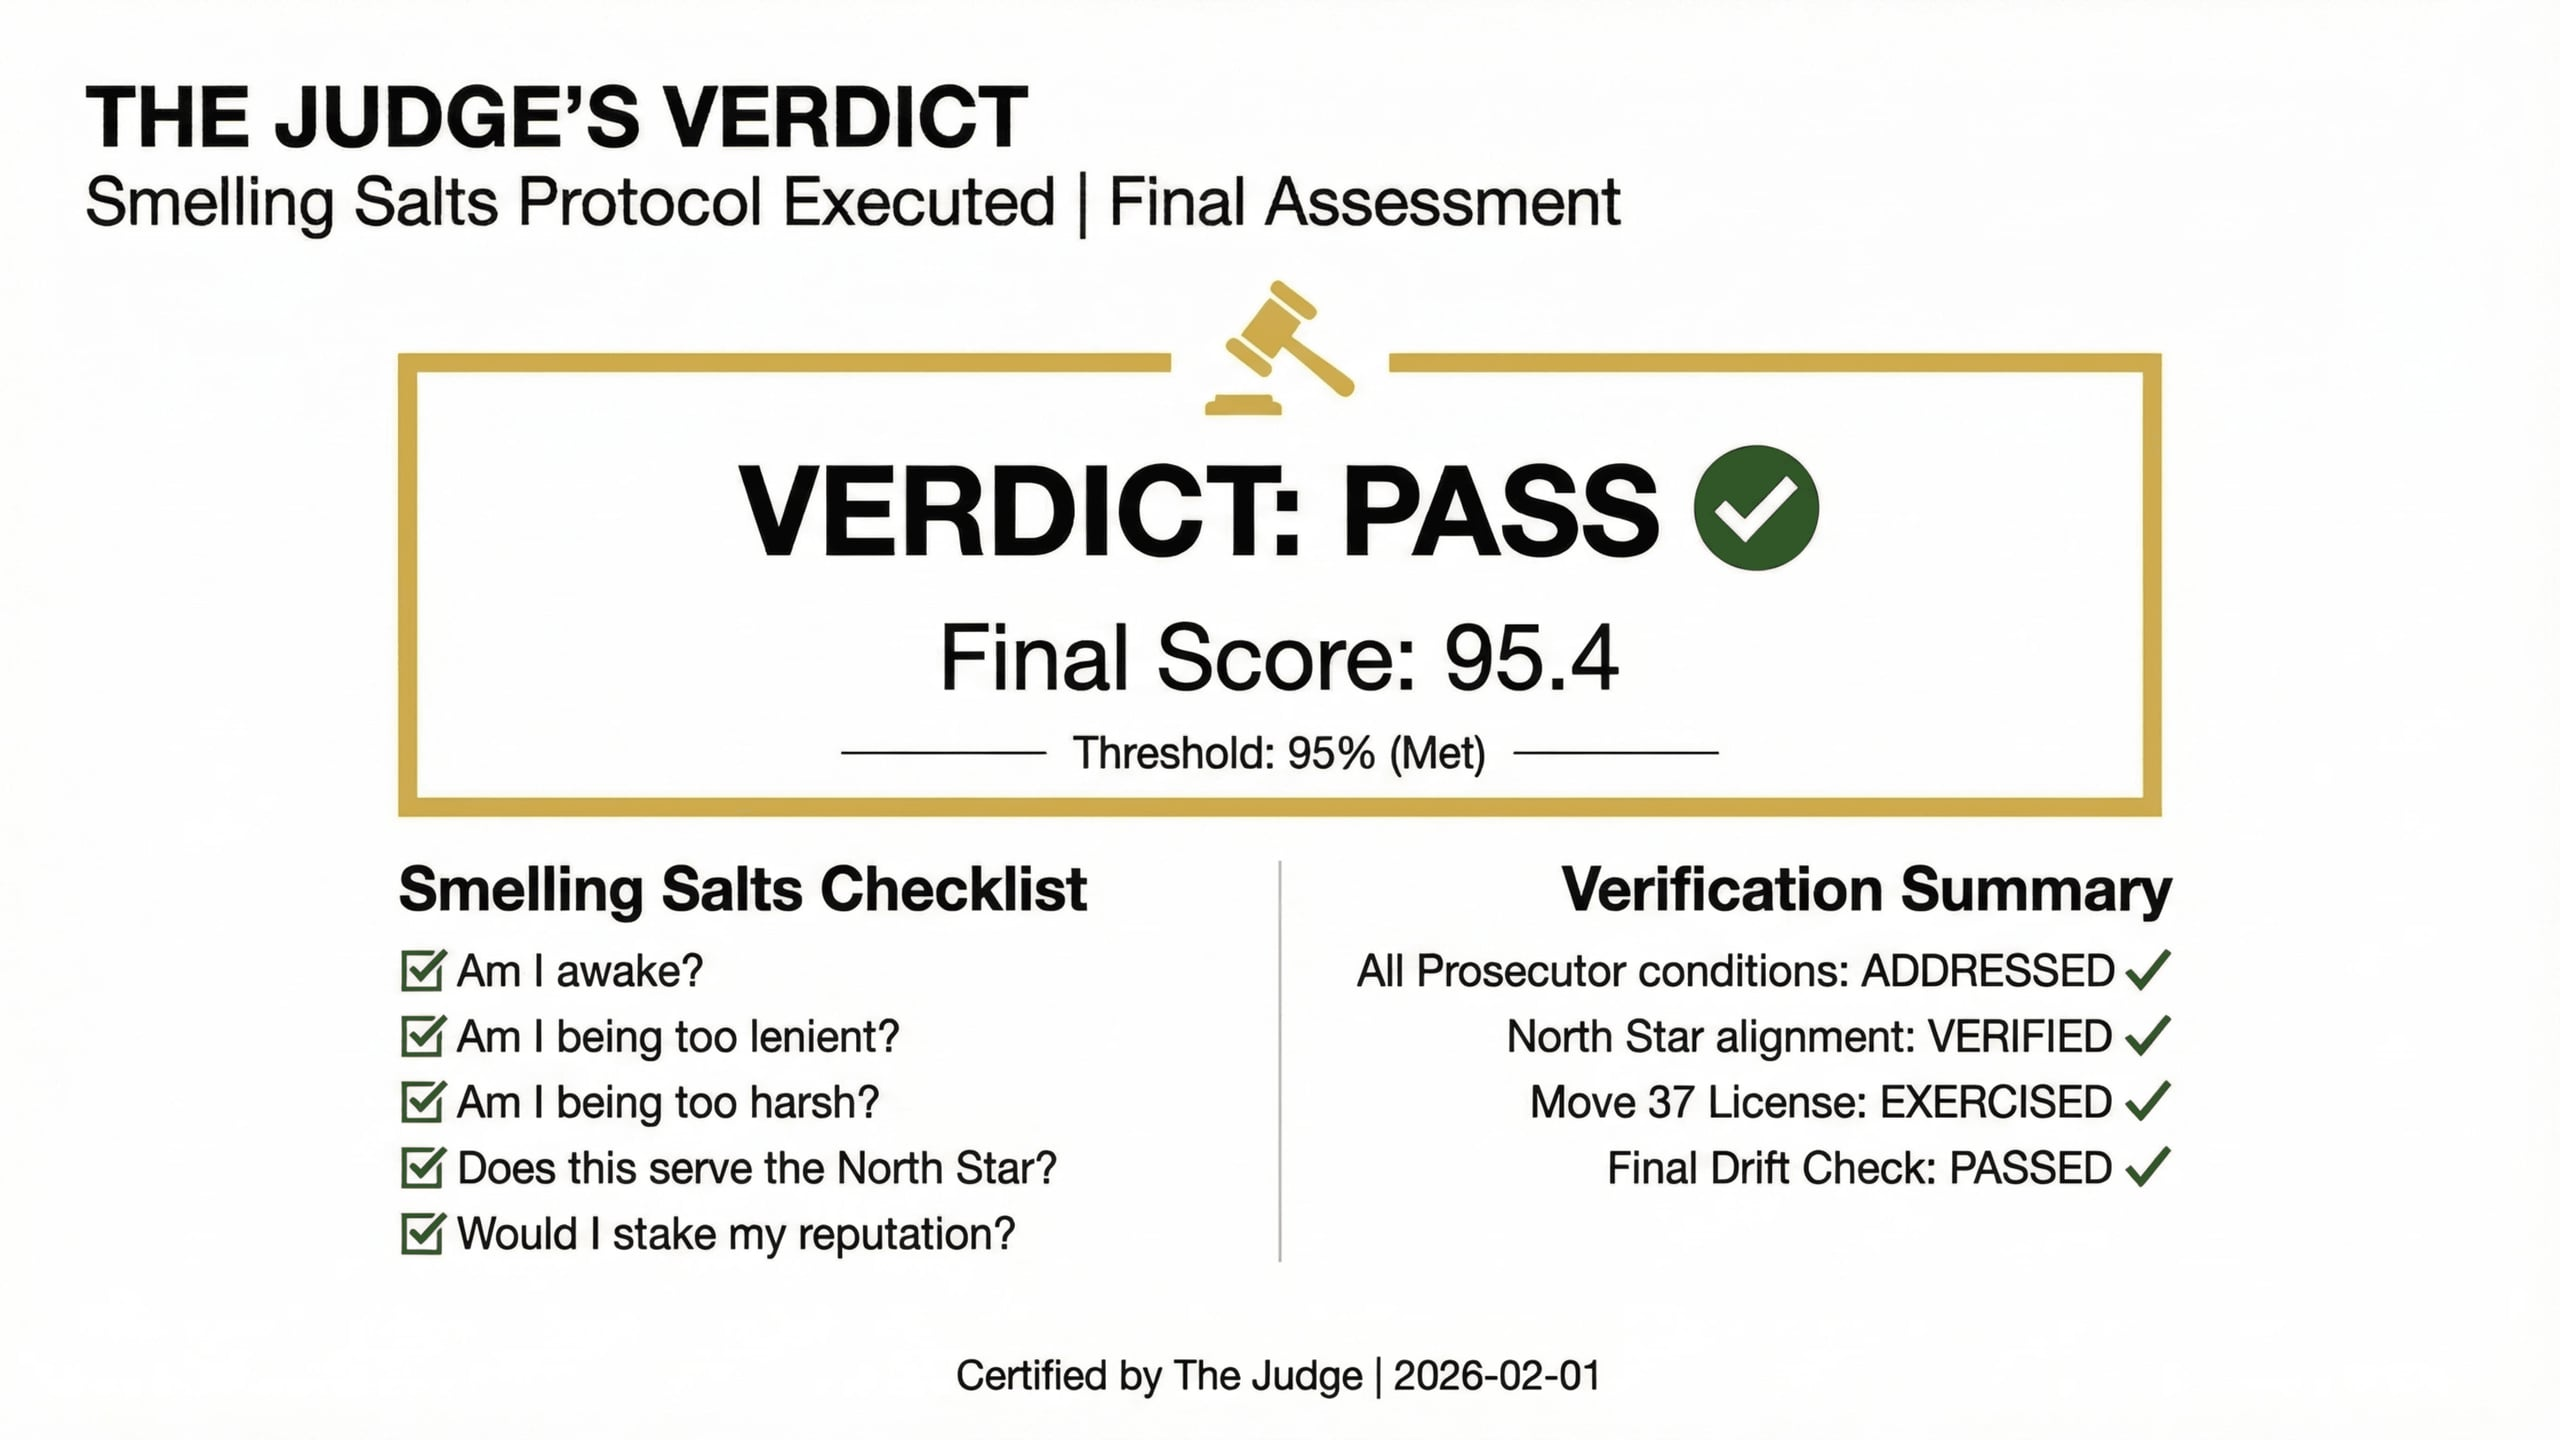 THE JUDGE’S VERDICT
Smelling Salts Protocol Executed | Final Assessment
VERDICT: PASS
Final Score: 95.4
Threshold: 95% (Met)
Smelling Salts Checklist
Am I awake?
Am I being too lenient?
Am I being too harsh?
Does this serve the North Star?
Would I stake my reputation?
Verification Summary
All Prosecutor conditions: ADDRESSED
North Star alignment: VERIFIED
Move 37 License: EXERCISED
Final Drift Check: PASSED
Certified by The Judge | 2026-02-01